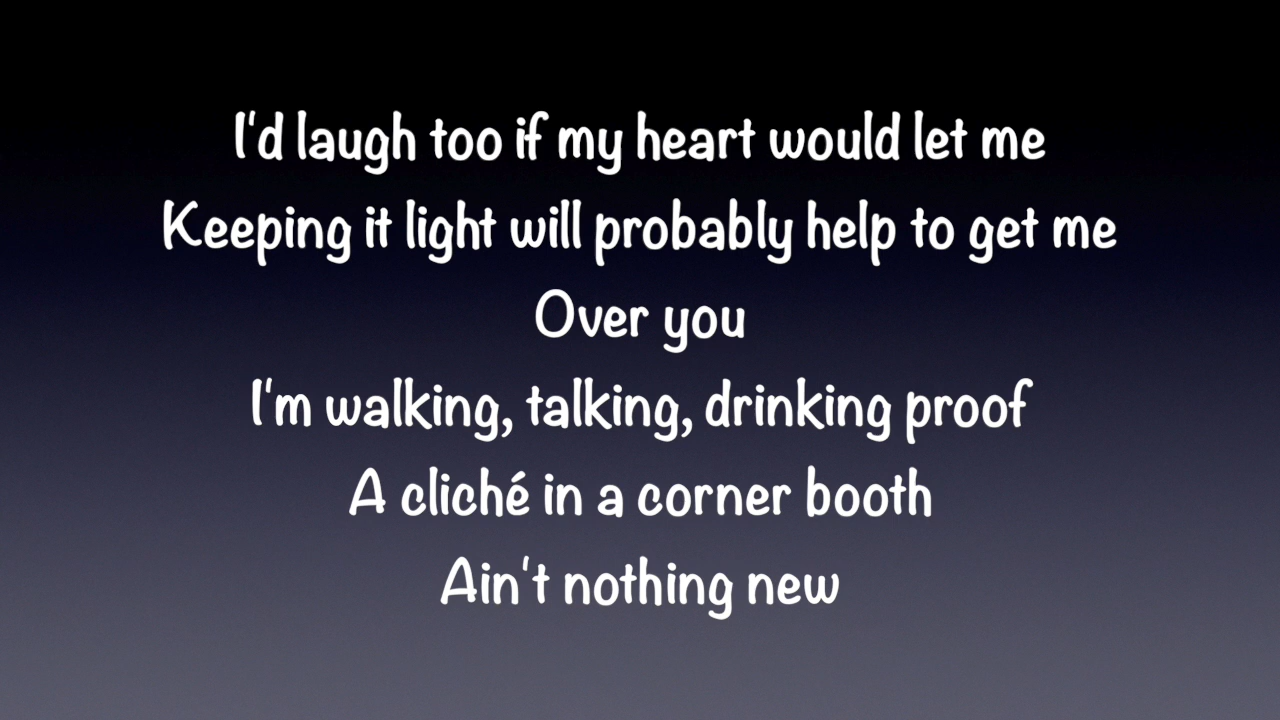 I'd laugh too if my heart would let me
Keeping it light will probably help to get me
Over you
I'm walking, talking, drinking proof
A cliché in a corner booth
Ain't nothing new